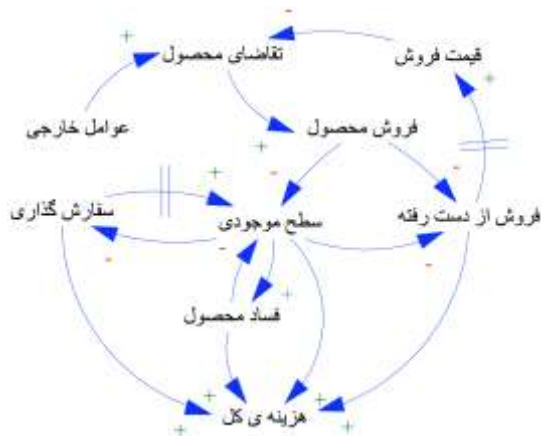 تقاضای محصول
قیمت فروش
عوامل خارجی
فروش محصول
سفارش گذاری
سطح موجودی
فروش از دست رفته
فساد محصول
هزینه ی کل